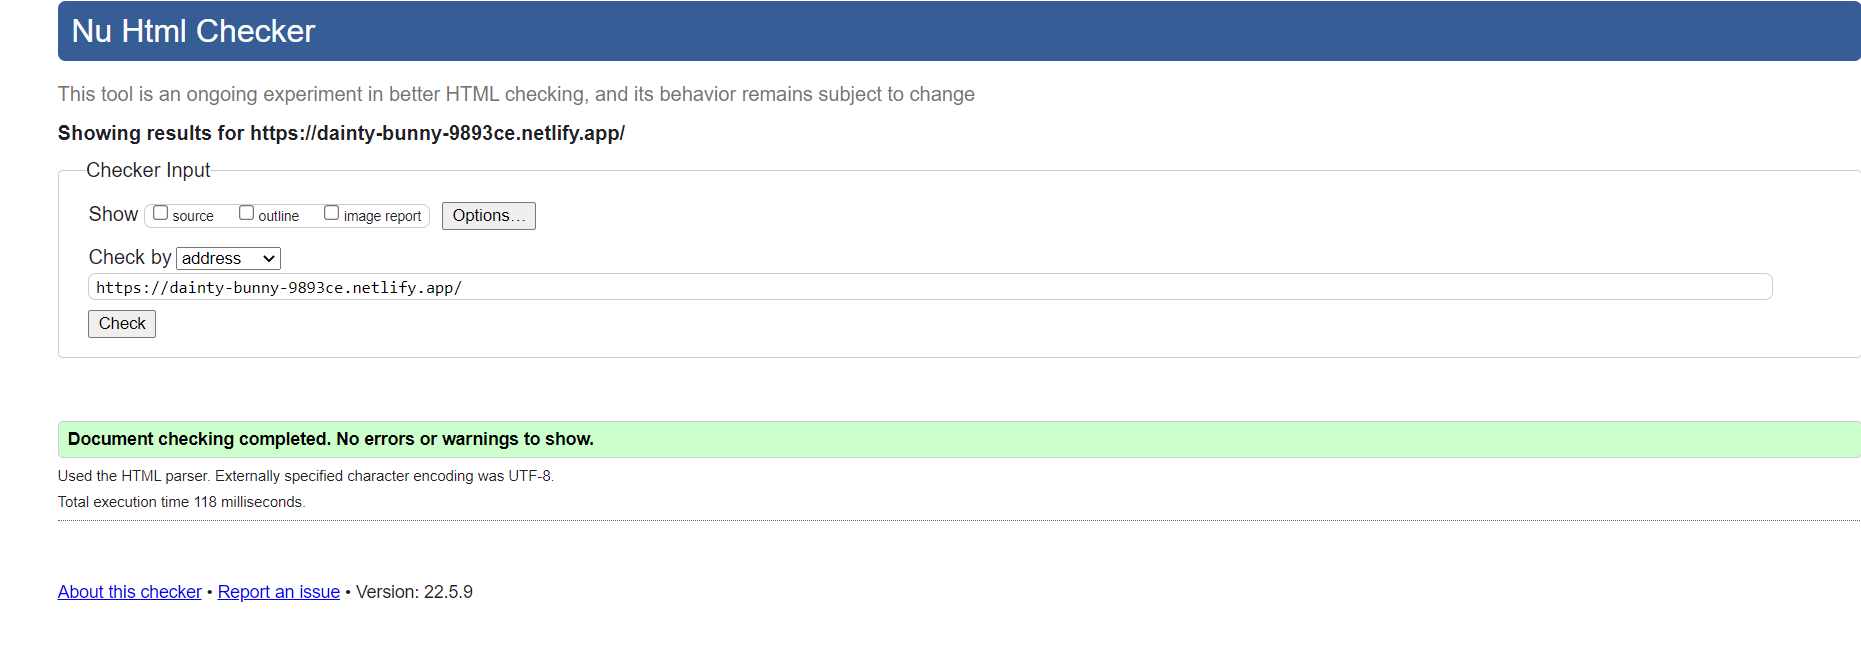 Nu Html Checker
This tool is an ongoing experiment in better HTML checking, and its behavior remains subject to change
Showing results for https://dainty-bunny-9893ce.netlify.app/
Checker Input
Show source outline image report Options...
Check by address
https://dainty-bunny-9893ce.netlify.app/
Check
Document checking completed. No errors or warnings to show.
Used the HTML parser. Externally specified character encoding was UTF-8.
Total execution time 118 milliseconds.
About this checker • Report an issue • Version: 22.5.9